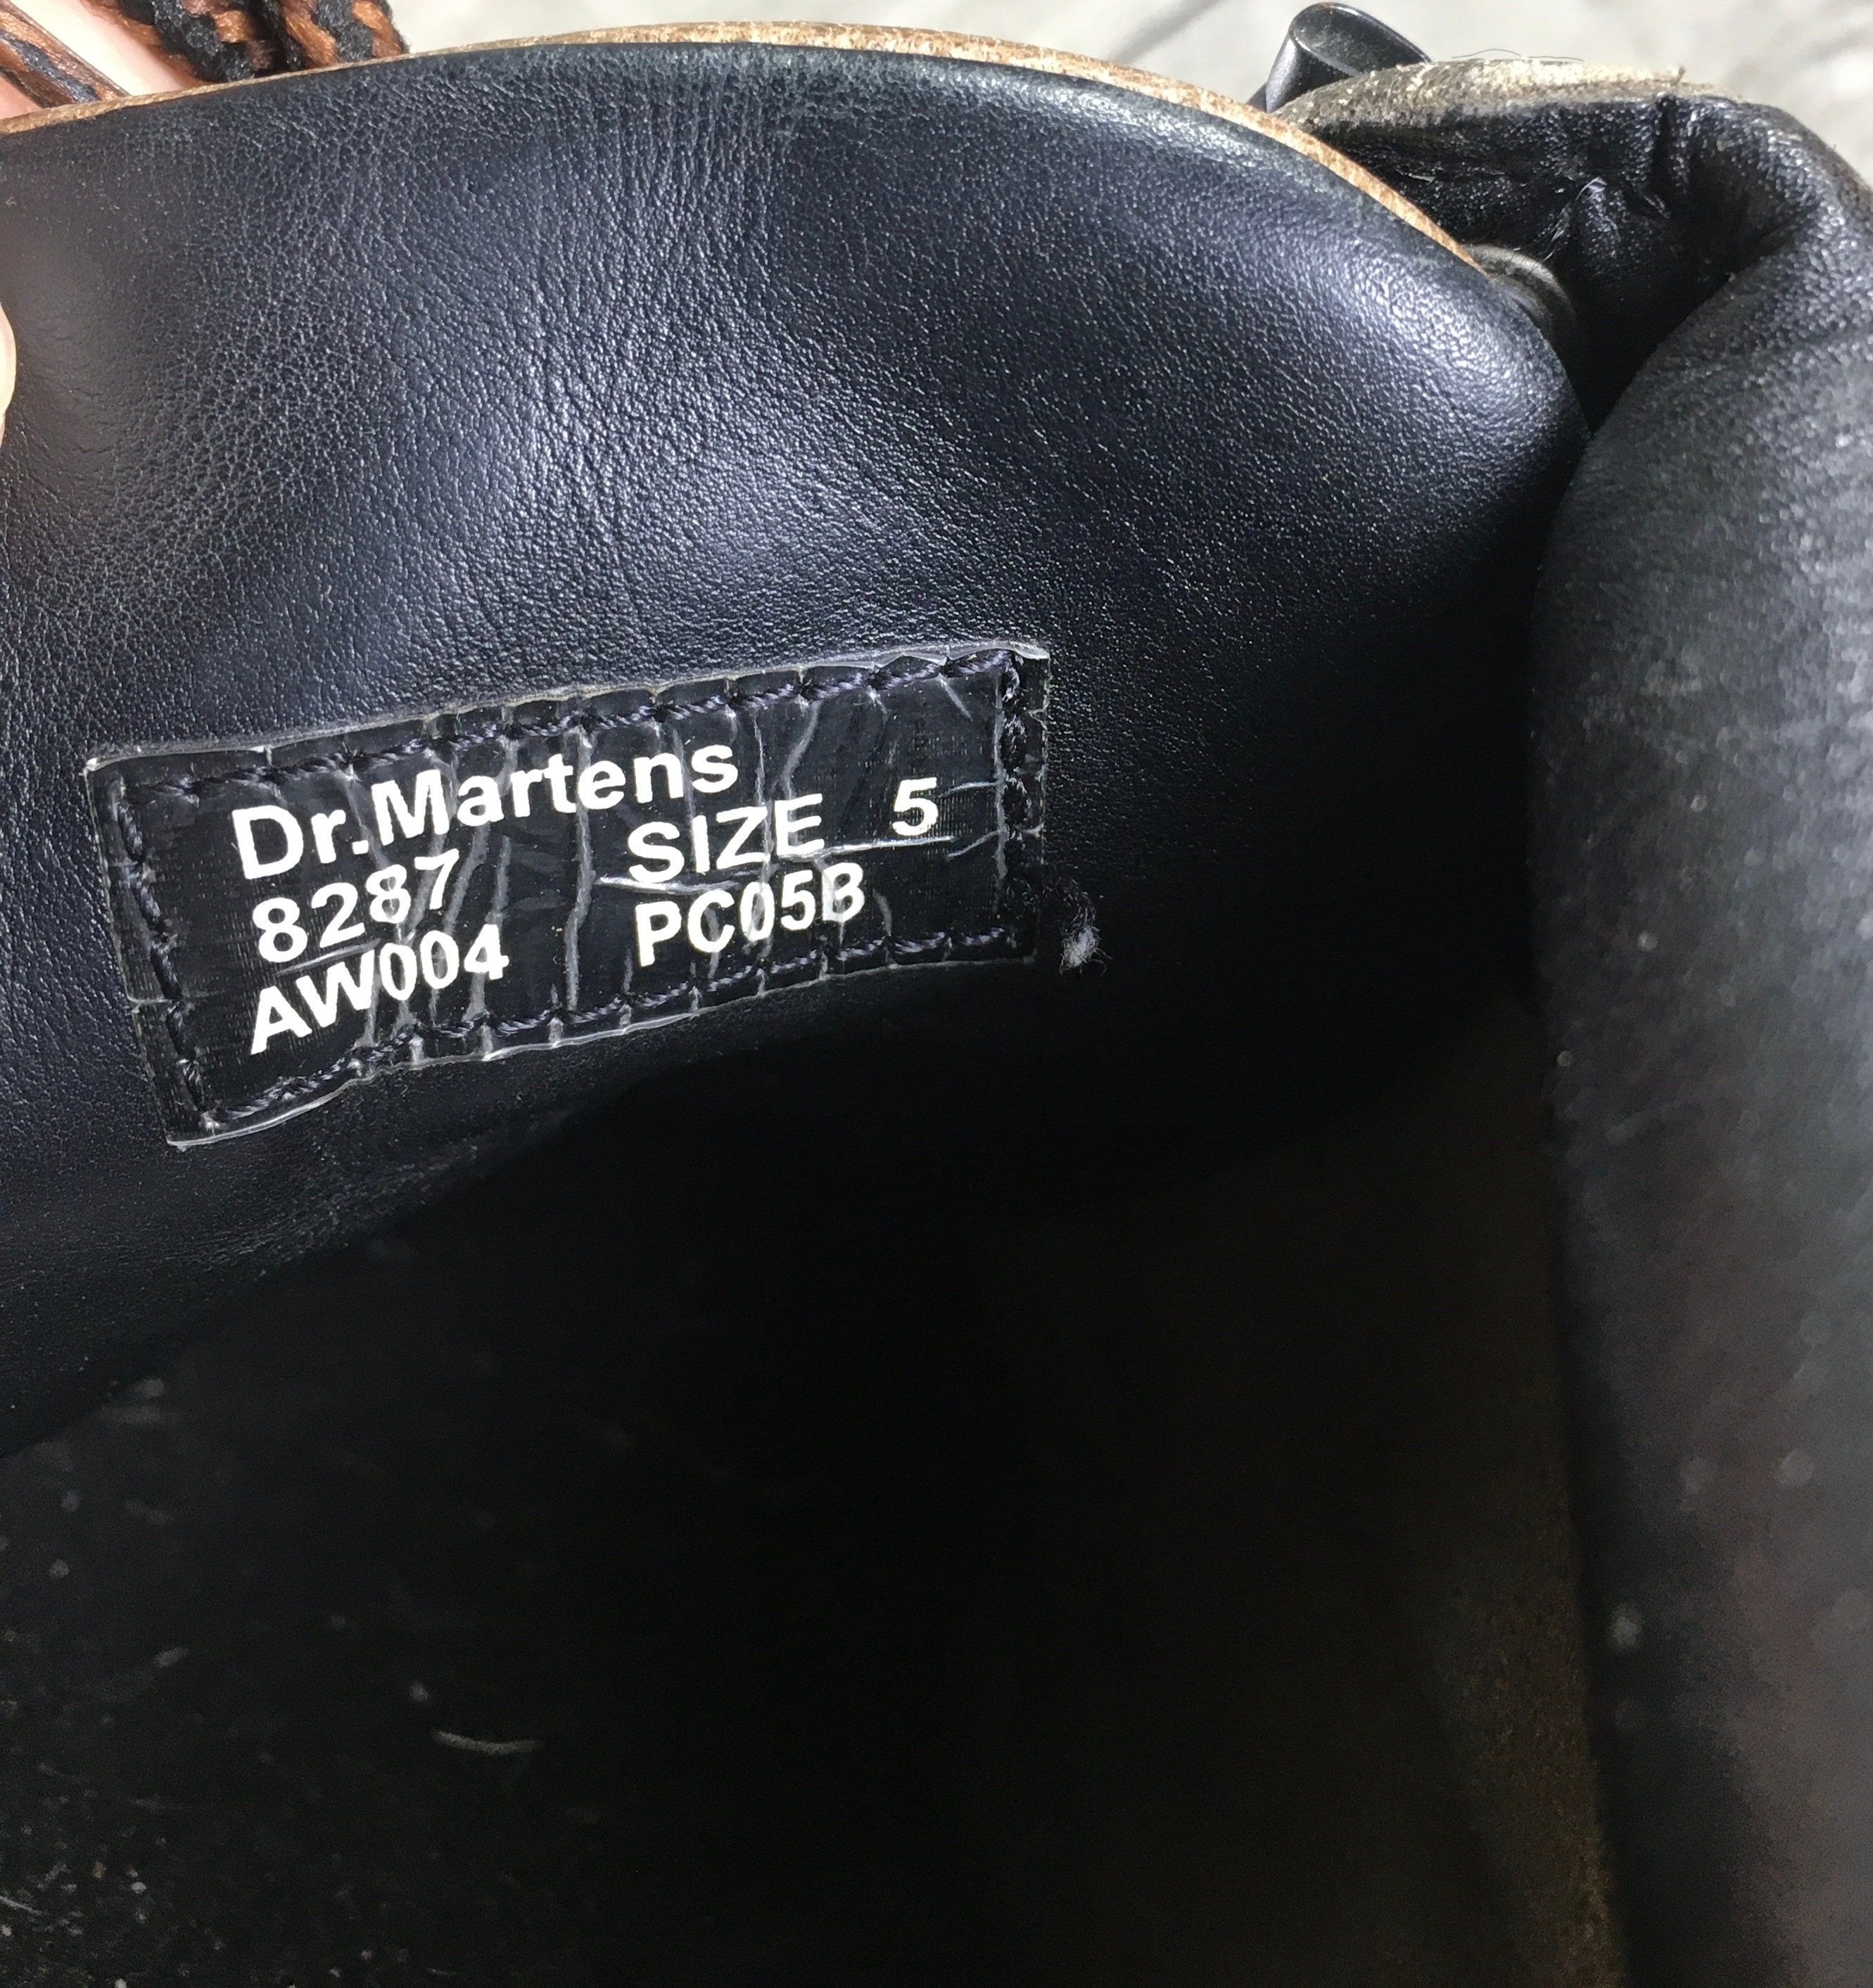 Dr.Martens
8287 SIZE 5
AW004 PC05B